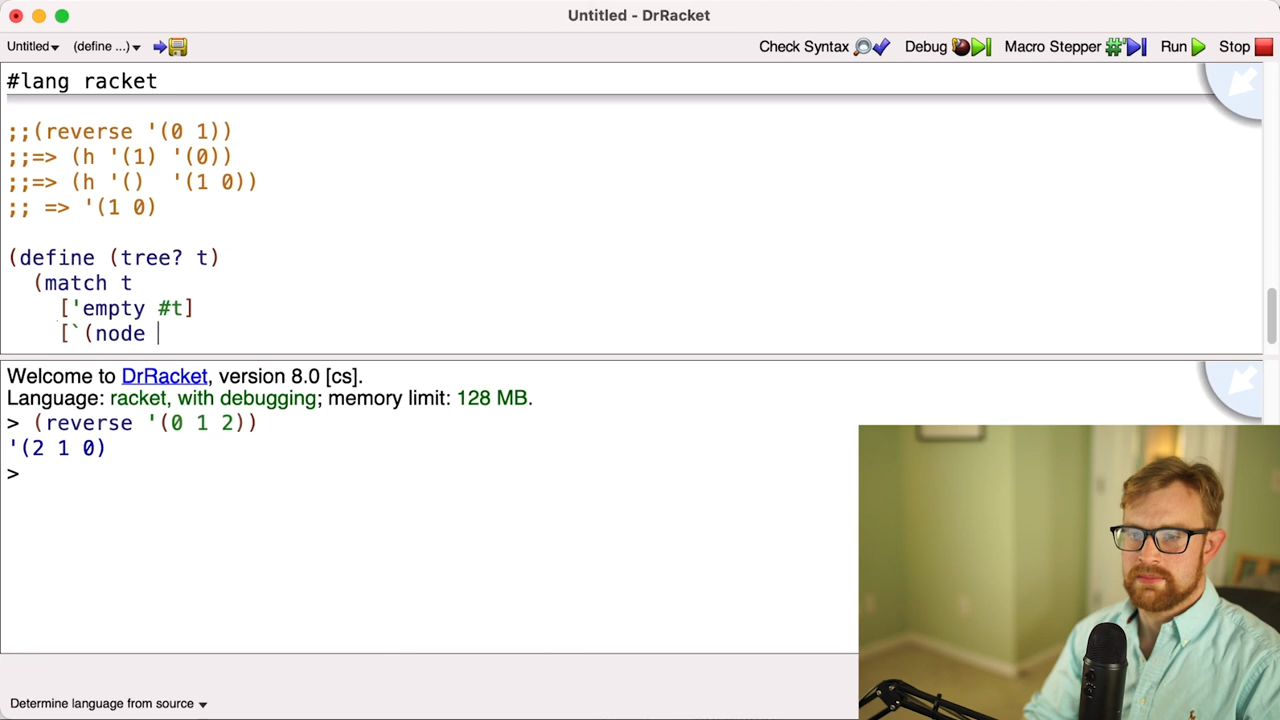 Untitled - DrRacket
Untitled (define ...) Check Syntax Debug Macro Stepper Run Stop
#lang racket
;;(reverse '(0 1))
;;=> (h '(1) '(0))
;;=> (h '()  '(1 0))
;; => '(1 0)
(define (tree? t)
  (match t
    ['empty #t]
    [`(node
Welcome to DrRacket, version 8.0 [cs].
Language: racket, with debugging; memory limit: 128 MB.
> (reverse '(0 1 2))
'(2 1 0)
>
Determine language from source